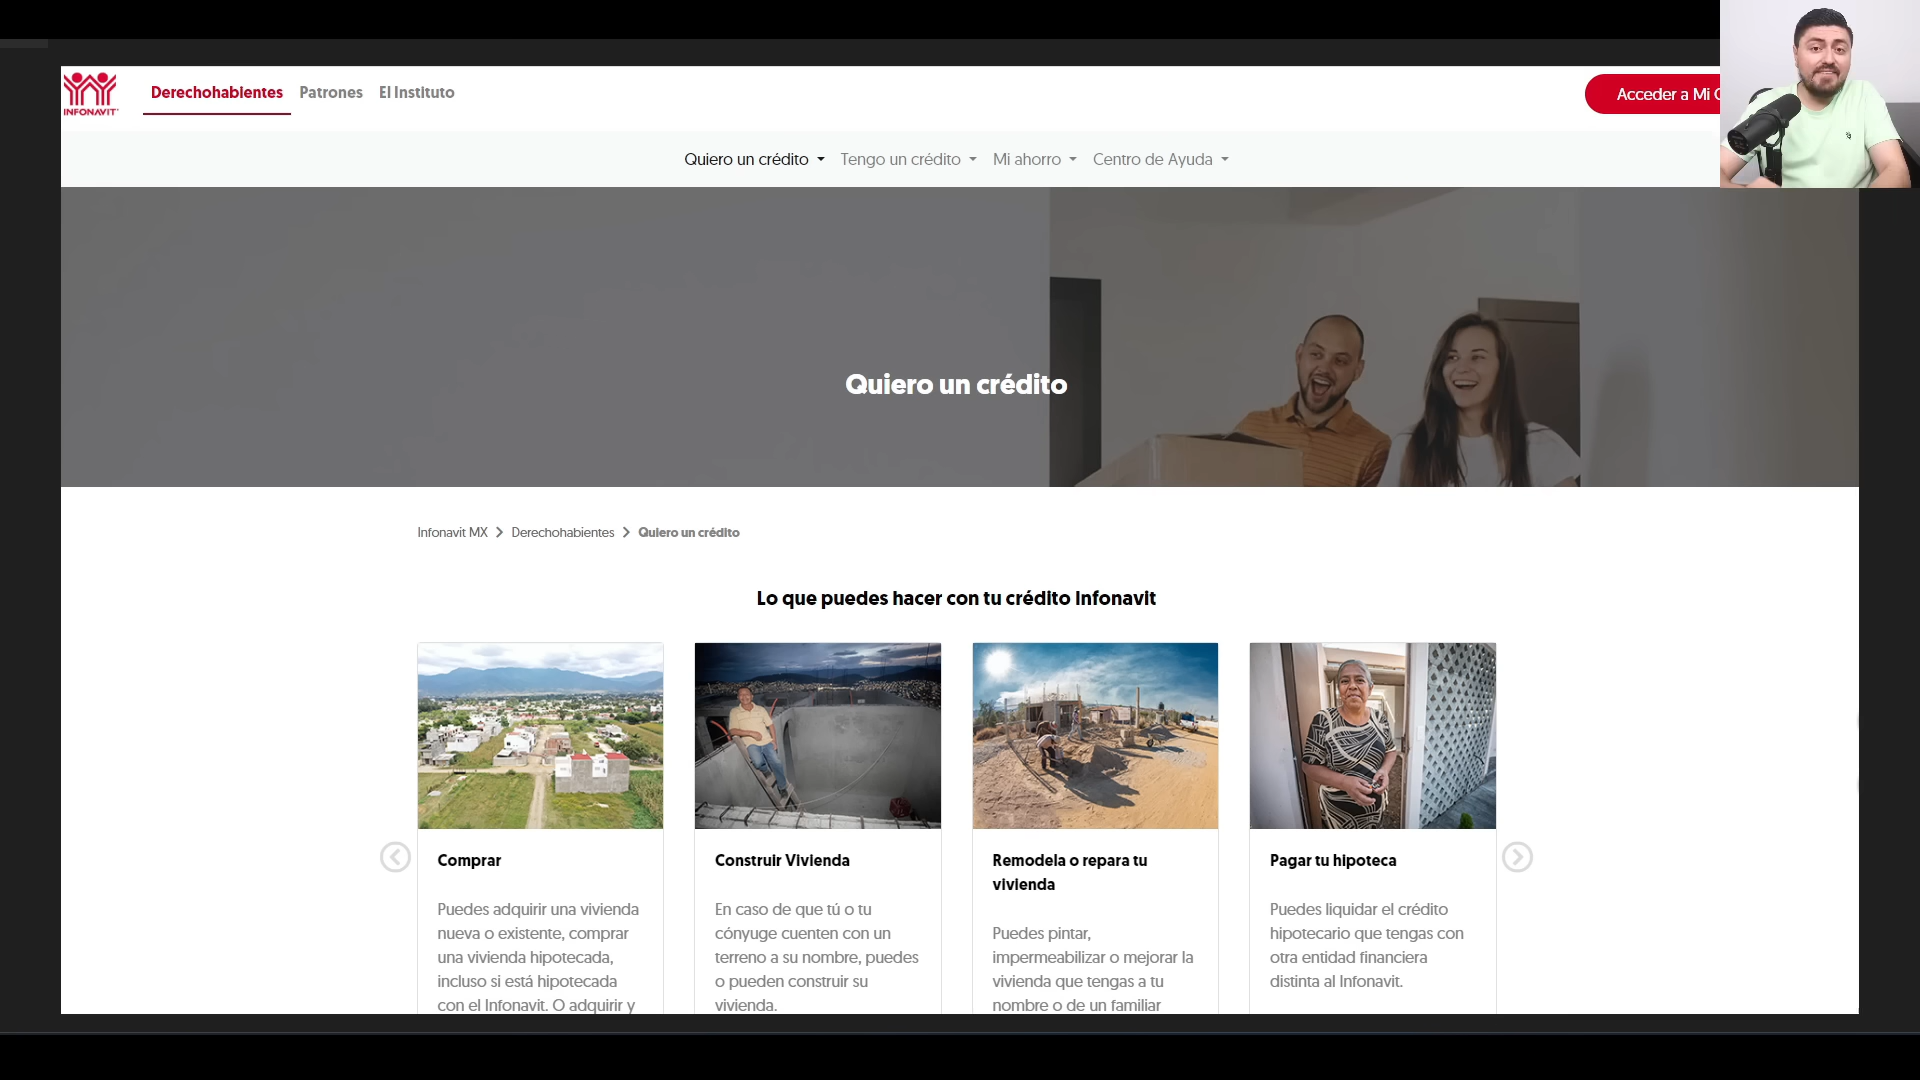 INFONAVIT
Derechohabientes
Patrones
El Instituto
Acceder a Mi
Quiero un crédito
Tengo un crédito
Mi ahorro
Centro de Ayuda
Quiero un crédito
Infonavit MX > Derechohabientes > Quiero un crédito
Lo que puedes hacer con tu crédito Infonavit
Comprar
Puedes adquirir una vivienda
nueva o existente, comprar
una vivienda hipotecada,
incluso si está hipotecada
con el Infonavit. O adquirir y
Construir Vivienda
En caso de que tú o tu
cónyuge cuenten con un
terreno a su nombre, puedes
o pueden construir su
vivienda.
Remodela o repara tu
vivienda
Puedes pintar,
impermeabilizar o mejorar la
vivienda que tengas a tu
nombre o de un familiar
Pagar tu hipoteca
Puedes liquidar el crédito
hipotecario que tengas con
otra entidad financiera
distinta al Infonavit.